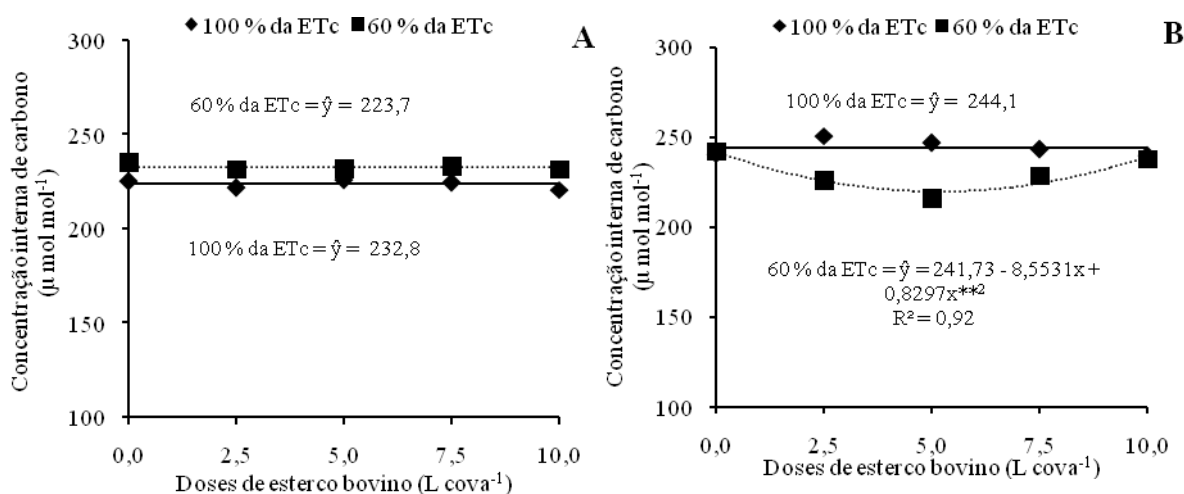 ◆100 % da ETc ■ 60 % da ETc
A
300
250
200
150
100
Concentração interna de carbono
(µ mol mol⁻¹)
60 % da ETc = ŷ = 223,7
100 % da ETc = ŷ = 232,8
0,0 2,5 5,0 7,5 10,0
Doses de esterco bovino (L cova⁻¹)
◆ 100 % da ETc ■ 60 % da ETc
B
300
250
200
150
100
Concentração interna de carbono
(µ mol mol⁻¹)
100 % da ETc = ŷ = 244,1
60 % da ETc = ŷ = 241,73 - 8,5531x +
0,8297x**²
R² = 0,92
0,0 2,5 5,0 7,5 10,0
Doses de esterco bovino (L cova⁻¹)